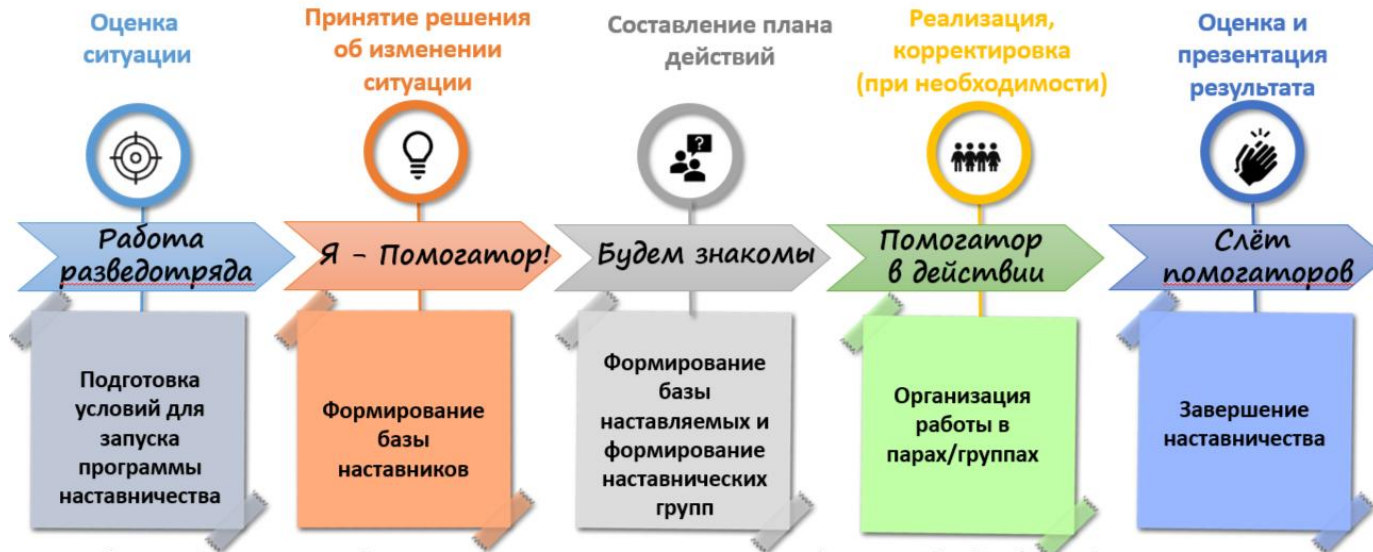 Оценка
ситуации
Принятие решения
об изменении
ситуации
Составление плана
действий
Реализация,
корректировка
(при необходимости)
Оценка и
презентация
результата
?
Работа
разведотряда
Я - Помогатор!
Будем знакомы
Помогатор
в действии
Слёт
помогаторов
Подготовка
условий для
запуска
программы
наставничества
Формирование
базы
наставников
Формирование
базы
наставляемых и
формирование
наставнических
групп
Организация
работы в
парах/группах
Завершение
наставничества